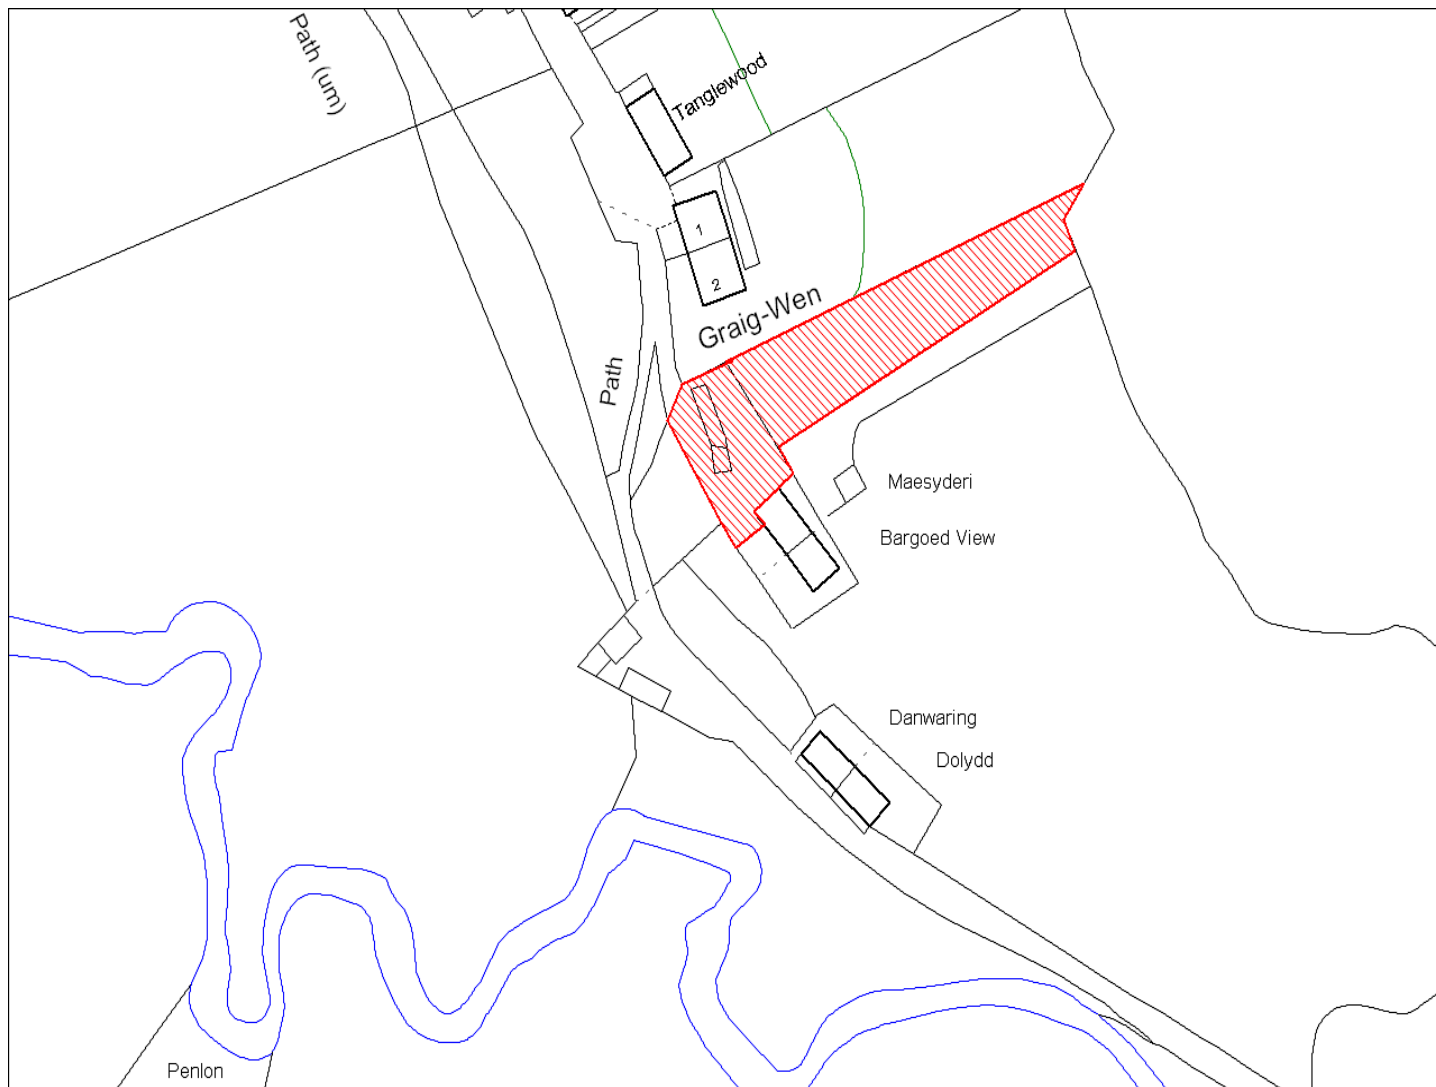 Path (um)
Tanglewood
1
2
Graig-Wen
Path
Maesyderi
Bargoed View
Danwaring
Dolydd
Penlon